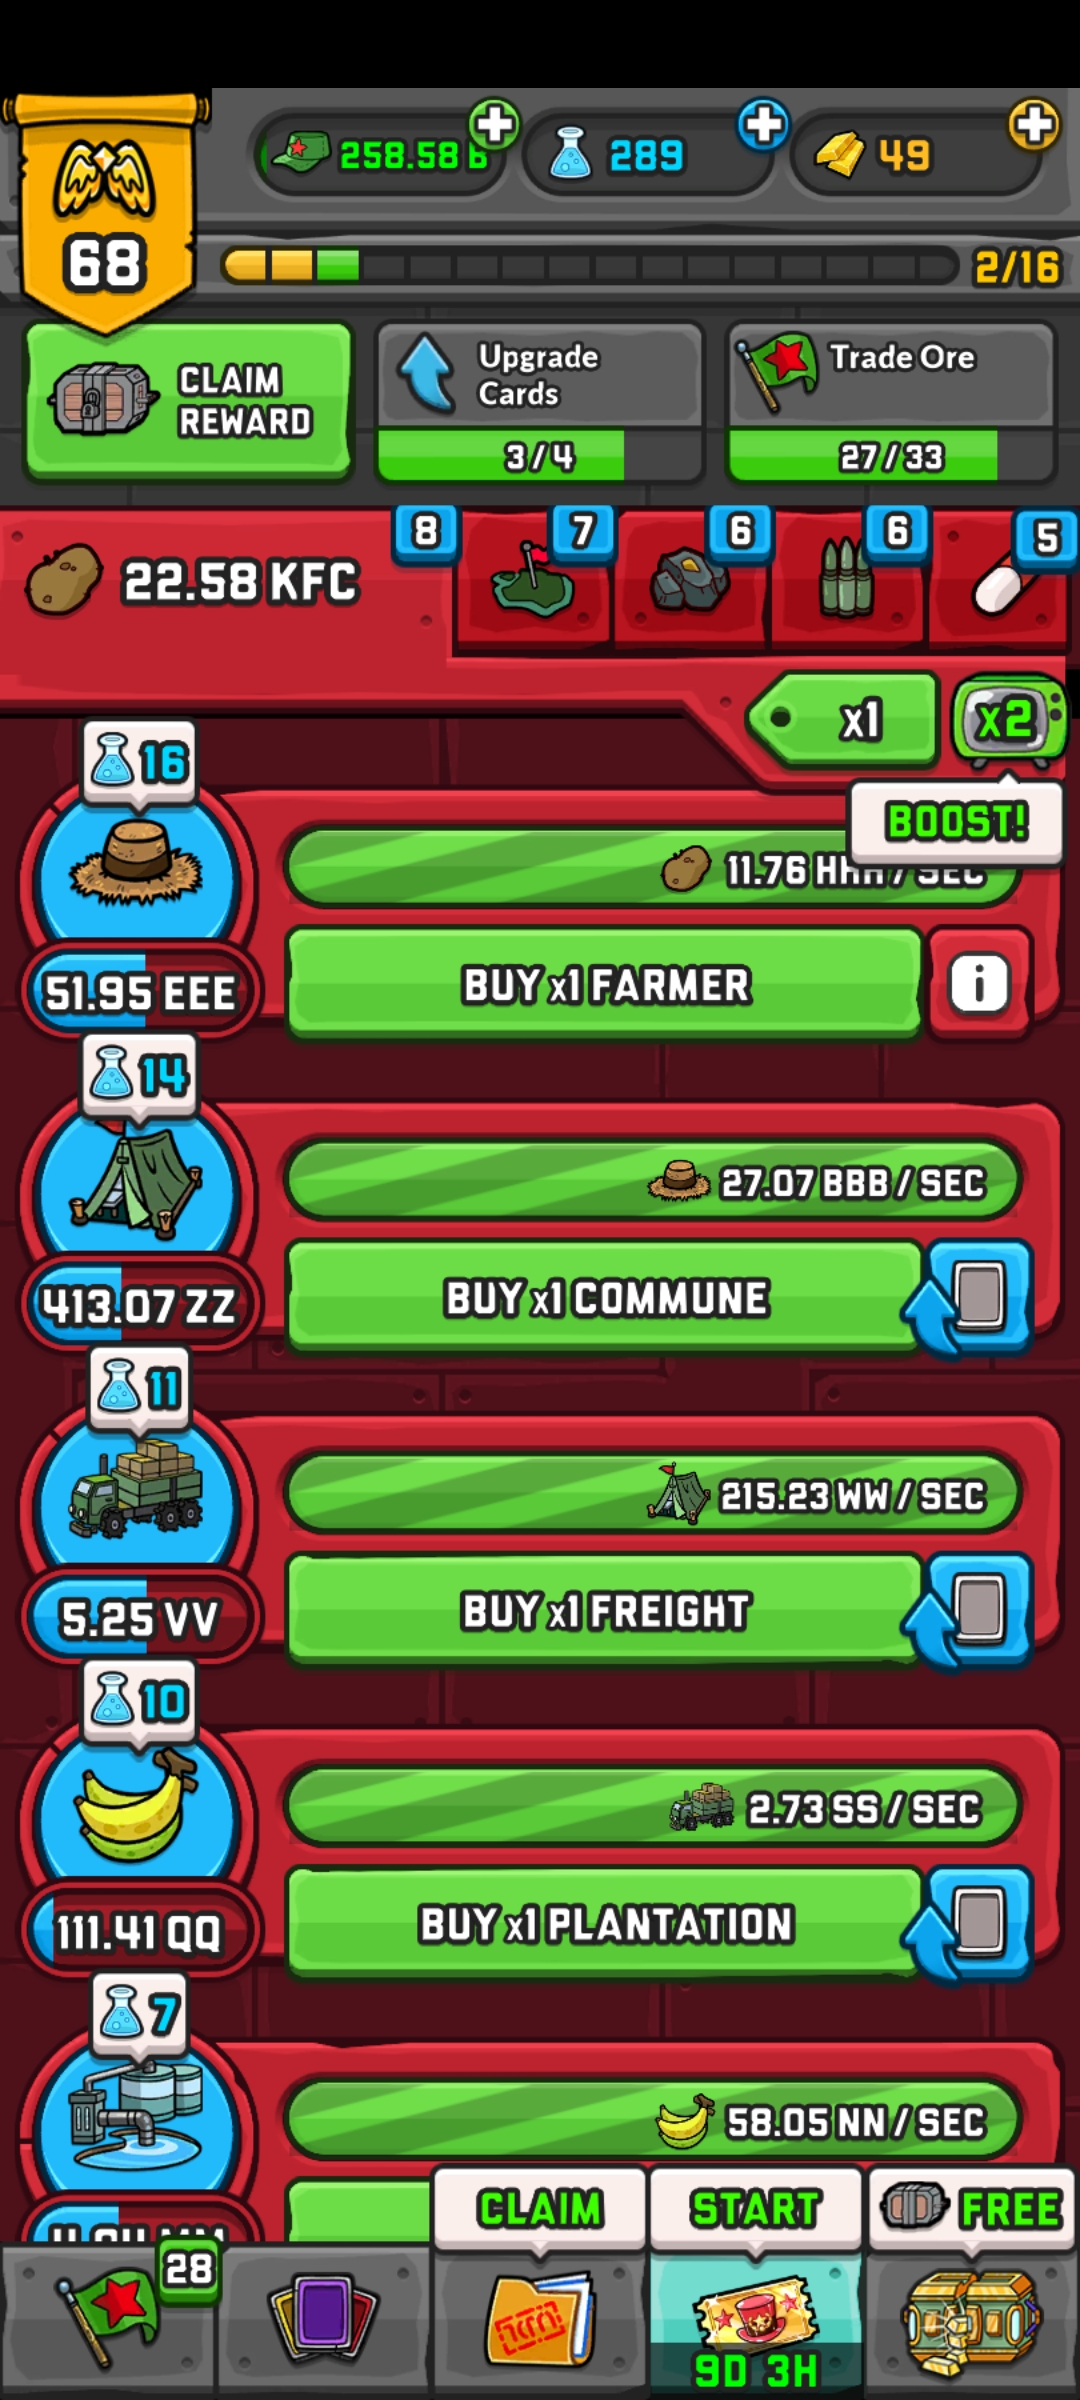 258.58 B
289
49
68
2/16
CLAIM
REWARD
Upgrade
Cards
3/4
Trade Ore
27/33
22.58 KFC
8
7
6
6
5
x1
x2
BOOST!
16
11.76 HHH / SEC
51.95 EEE
BUY x1 FARMER
i
14
27.07 BBB / SEC
413.07 ZZ
BUY x1 COMMUNE
11
215.23 WW / SEC
5.25 VV
BUY x1 FREIGHT
10
2.73 SS / SEC
111.41 QQ
BUY x1 PLANTATION
7
58.05 NN / SEC
CLAIM
START
FREE
28
9D 3H